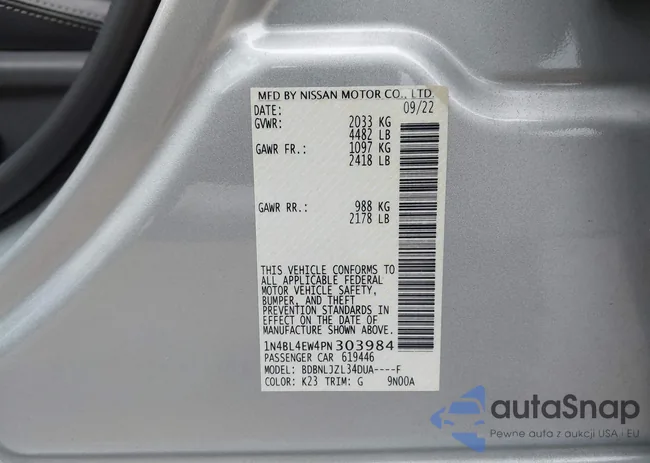 MFD BY NISSAN MOTOR CO., LTD.
DATE: 09/22
GVWR: 2033 KG
4482 LB
GAWR FR.: 1097 KG
2418 LB
GAWR RR.: 988 KG
2178 LB
THIS VEHICLE CONFORMS TO
ALL APPLICABLE FEDERAL
MOTOR VEHICLE SAFETY,
BUMPER, AND THEFT
PREVENTION STANDARDS IN
EFFECT ON THE DATE OF
MANUFACTURE SHOWN ABOVE.
1N4BL4EW4PN303984
PASSENGER CAR 619446
MODEL: BDBNLJZL34DUA----F
COLOR: K23 TRIM: G 9N00A
autaSnap
Pewne auta z aukcji USA i EU